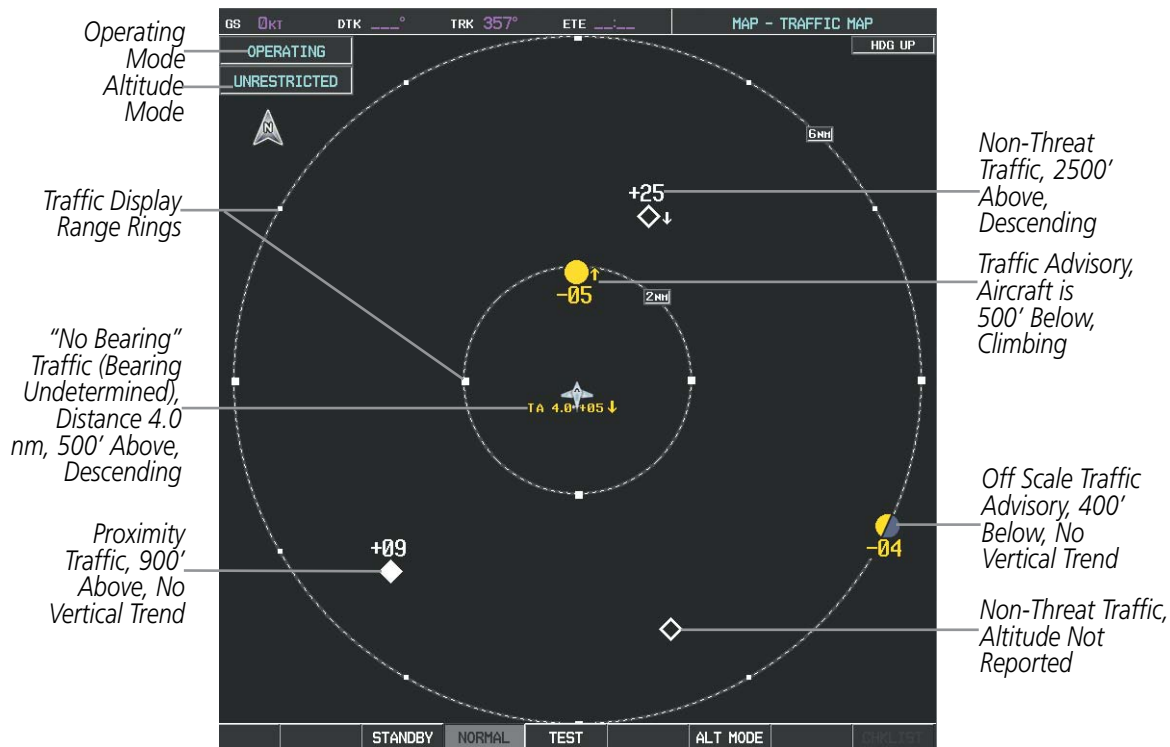 GS 0KT DTK ___° TRK 357° ETE __:__ MAP – TRAFFIC MAP
Operating
Mode
Altitude
Mode
OPERATING
UNRESTRICTED
HDG UP
N
6NM
Traffic Display
Range Rings
+25
Non-Threat
Traffic, 2500’
Above,
Descending
-05
2NM
Traffic Advisory,
Aircraft is
500’ Below,
Climbing
“No Bearing”
Traffic (Bearing
Undetermined),
Distance 4.0
nm, 500’ Above,
Descending
TA 4.0 +05
Off Scale Traffic
Advisory, 400’
Below, No
Vertical Trend
-04
Proximity
Traffic, 900’
Above, No
Vertical Trend
+09
Non-Threat Traffic,
Altitude Not
Reported
STANDBY NORMAL TEST ALT MODE CHKLIST